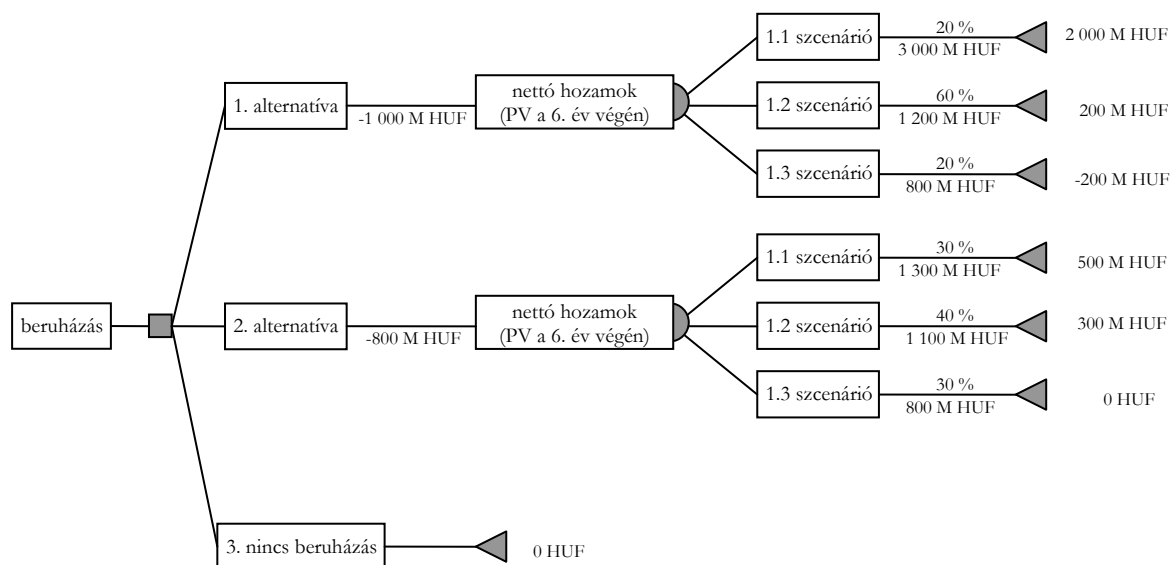 1.1 szcenárió
20 %
3 000 M HUF
2 000 M HUF
1. alternatíva
-1 000 M HUF
nettó hozamok
(PV a 6. év végén)
1.2 szcenárió
60 %
1 200 M HUF
200 M HUF
1.3 szcenárió
20 %
800 M HUF
-200 M HUF
beruházás
2. alternatíva
-800 M HUF
nettó hozamok
(PV a 6. év végén)
1.1 szcenárió
30 %
1 300 M HUF
500 M HUF
1.2 szcenárió
40 %
1 100 M HUF
300 M HUF
1.3 szcenárió
30 %
800 M HUF
0 HUF
3. nincs beruházás
0 HUF